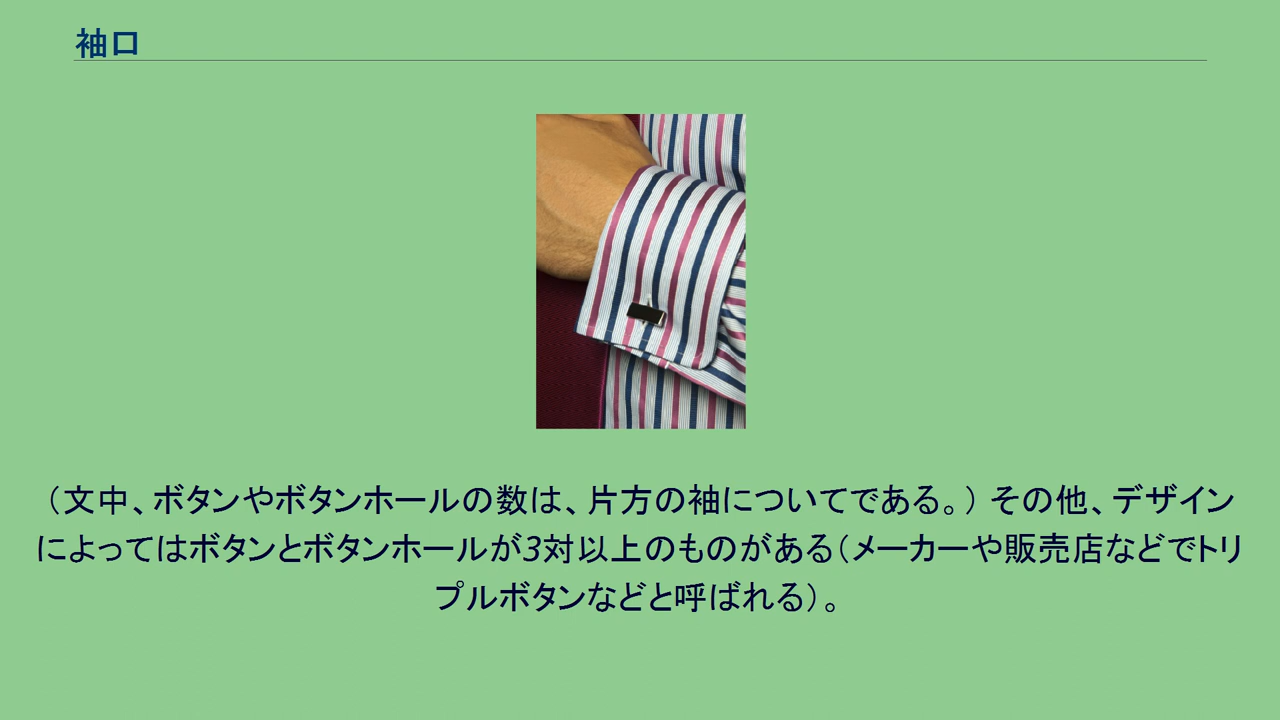 袖口
（文中、ボタンやボタンホールの数は、片方の袖についてである。） その他、デザイン
によってはボタンとボタンホールが3対以上のものがある（メーカーや販売店などでトリ
プルボタンなどと呼ばれる）。